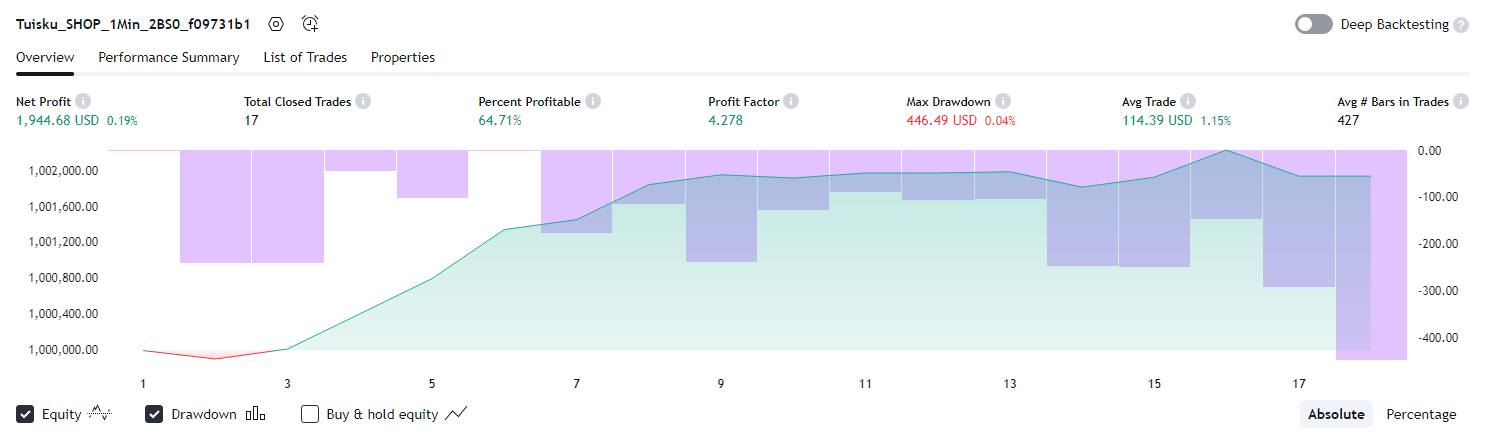 Tuisku_SHOP_1Min_2BS0_f09731b1 Deep Backtesting ?
Overview Performance Summary List of Trades Properties
Net Profit i Total Closed Trades i Percent Profitable i Profit Factor i Max Drawdown i Avg Trade i Avg # Bars in Trades i
1,944.68 USD 0.19% 17 64.71% 4.278 446.49 USD 0.04% 114.39 USD 1.15% 427
0.00
1,002,000.00
-100.00
1,001,600.00
1,001,200.00 -200.00
1,000,800.00
-300.00
1,000,400.00
-400.00
1,000,000.00
1 3 5 7 9 11 13 15 17
Equity Drawdown Buy & hold equity Absolute Percentage